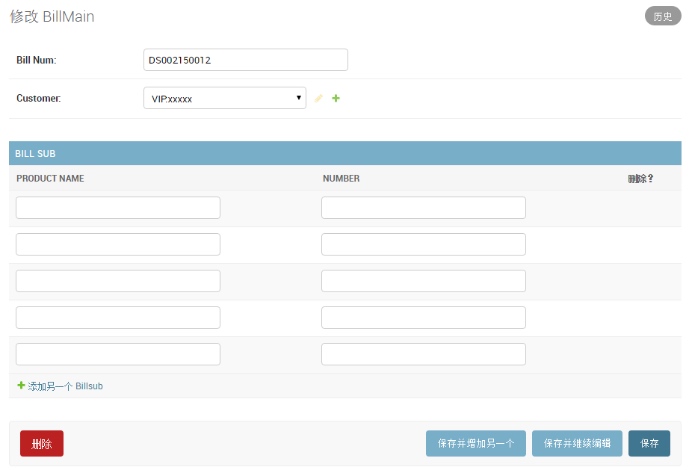 修改 BillMain
历史
Bill Num:
DS002150012
Customer:
VIP.xxxxx
BILL SUB
PRODUCT NAME NUMBER 删除?
添加另一个 Billsub
删除
保存并增加另一个
保存并继续编辑
保存